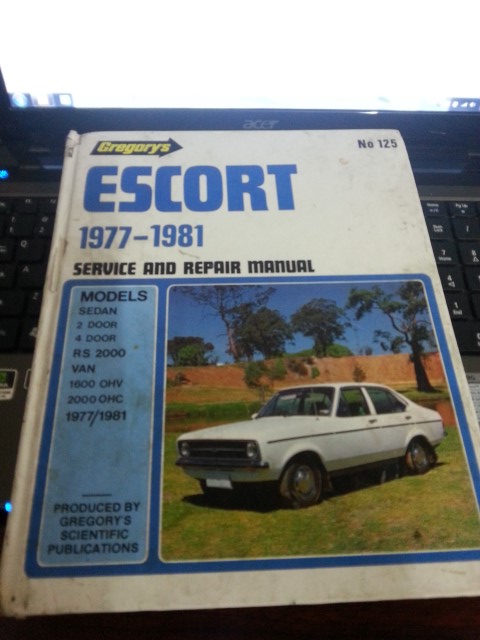 acer
Gregory's
No 125
ESCORT
1977-1981
SERVICE AND REPAIR MANUAL
MODELS
SEDAN
2 DOOR
4 DOOR
RS 2000
VAN
1600 OHV
2000 OHC
1977/1981
PRODUCED BY
GREGORY'S
SCIENTIFIC
PUBLICATIONS